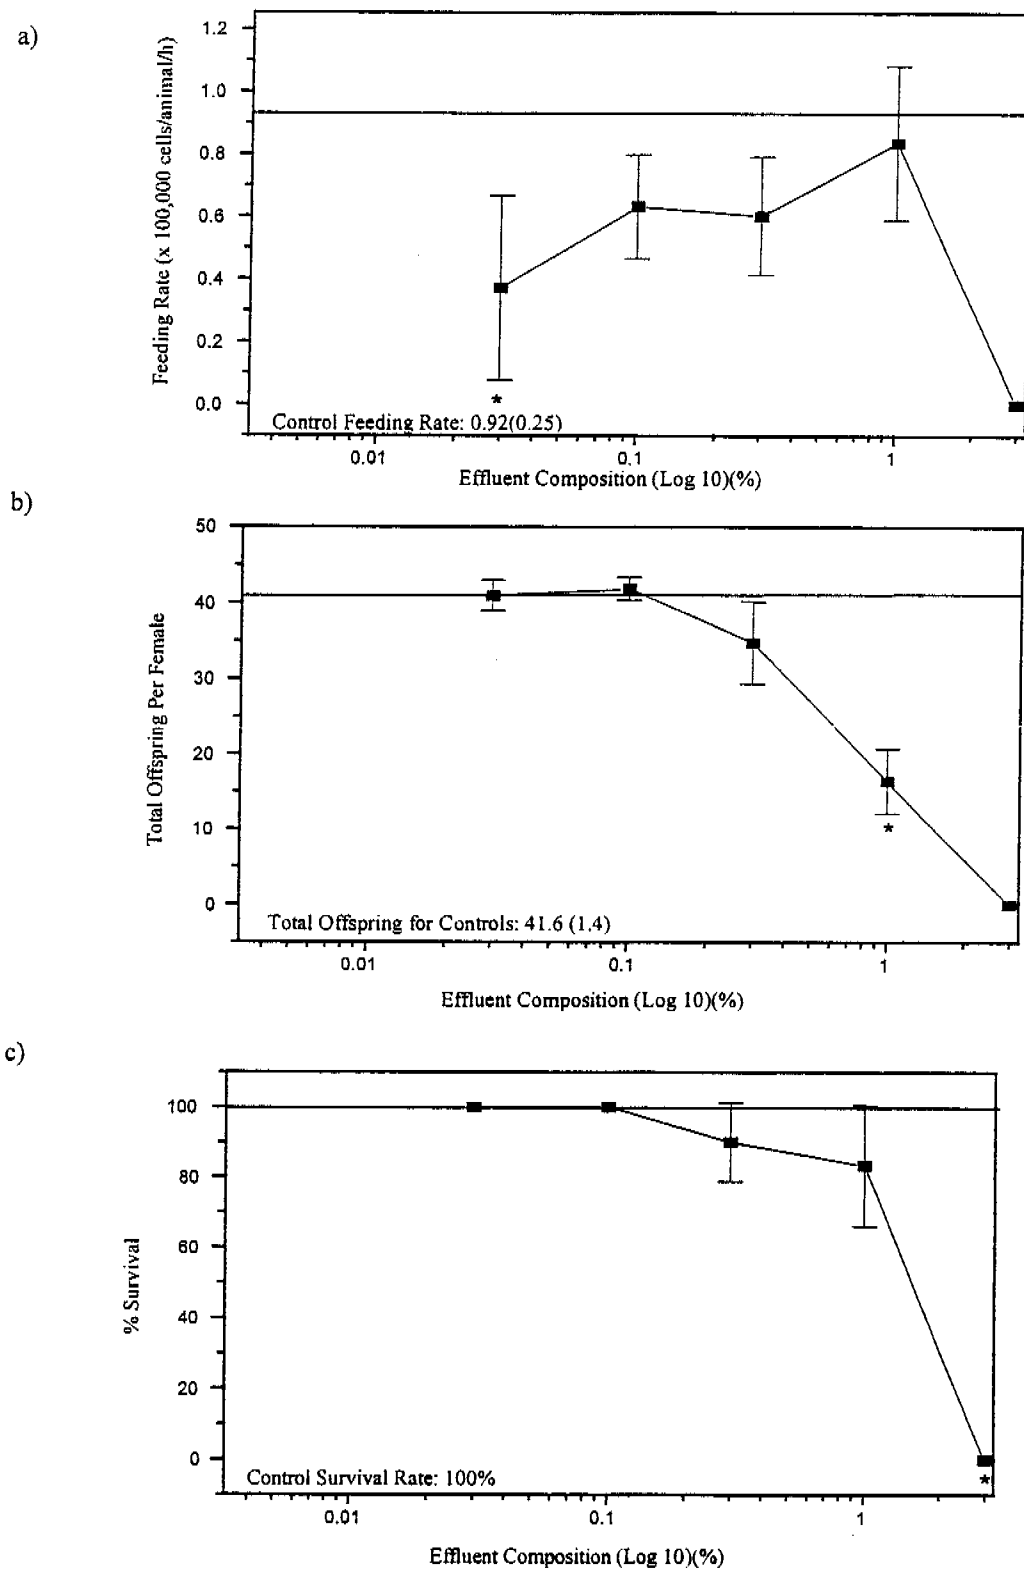 a)
1.2
1.0
0.8
0.6
0.4
0.2
0.0
Feeding Rate (x 100,000 cells/animal/h)
*
Control Feeding Rate: 0.92(0.25)
0.01 0.1 1
Effluent Composition (Log 10)(%)
b)
50
40
30
20
10
0
Total Offspring Per Female
*
Total Offspring for Controls: 41.6 (1.4)
0.01 0.1 1
Effluent Composition (Log 10)(%)
c)
100
80
60
40
20
0
% Survival
*
Control Survival Rate: 100%
0.01 0.1 1
Effluent Composition (Log 10)(%)